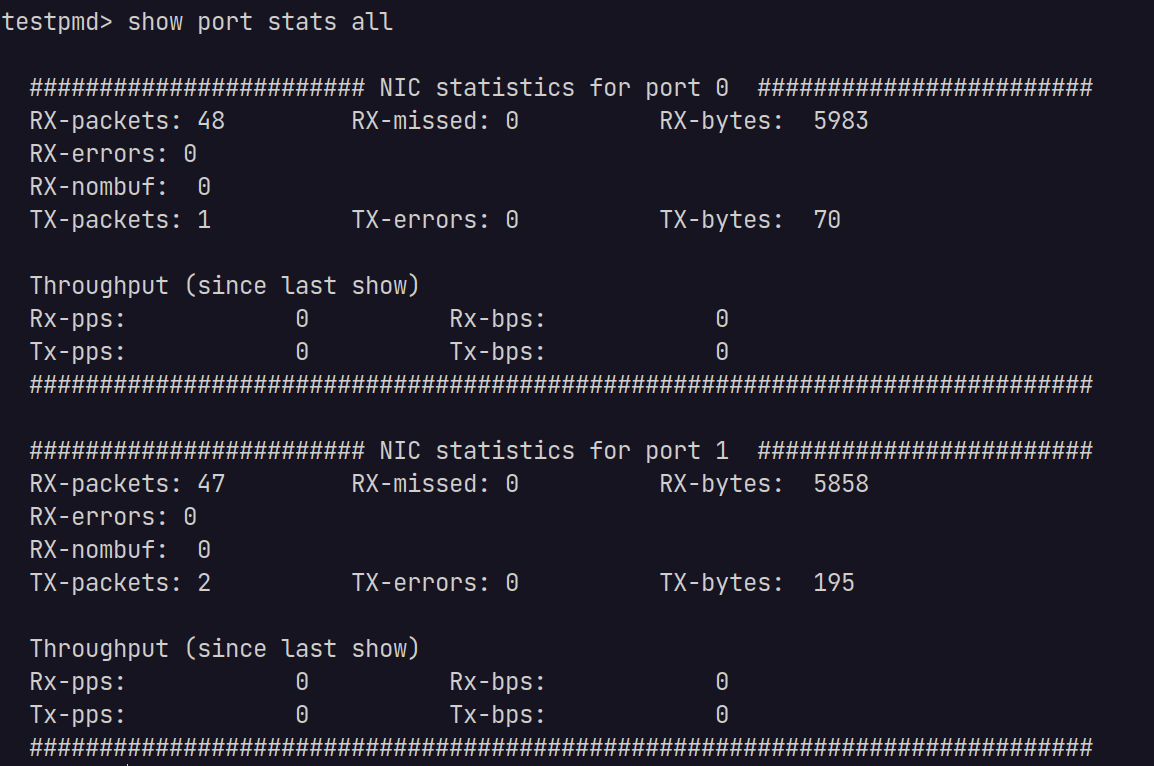 testpmd> show port stats all
######################## NIC statistics for port 0 ########################
RX-packets: 48 RX-missed: 0 RX-bytes: 5983
RX-errors: 0
RX-nombuf: 0
TX-packets: 1 TX-errors: 0 TX-bytes: 70
Throughput (since last show)
Rx-pps: 0 Rx-bps: 0
Tx-pps: 0 Tx-bps: 0
############################################################################
######################## NIC statistics for port 1 ########################
RX-packets: 47 RX-missed: 0 RX-bytes: 5858
RX-errors: 0
RX-nombuf: 0
TX-packets: 2 TX-errors: 0 TX-bytes: 195
Throughput (since last show)
Rx-pps: 0 Rx-bps: 0
Tx-pps: 0 Tx-bps: 0
############################################################################